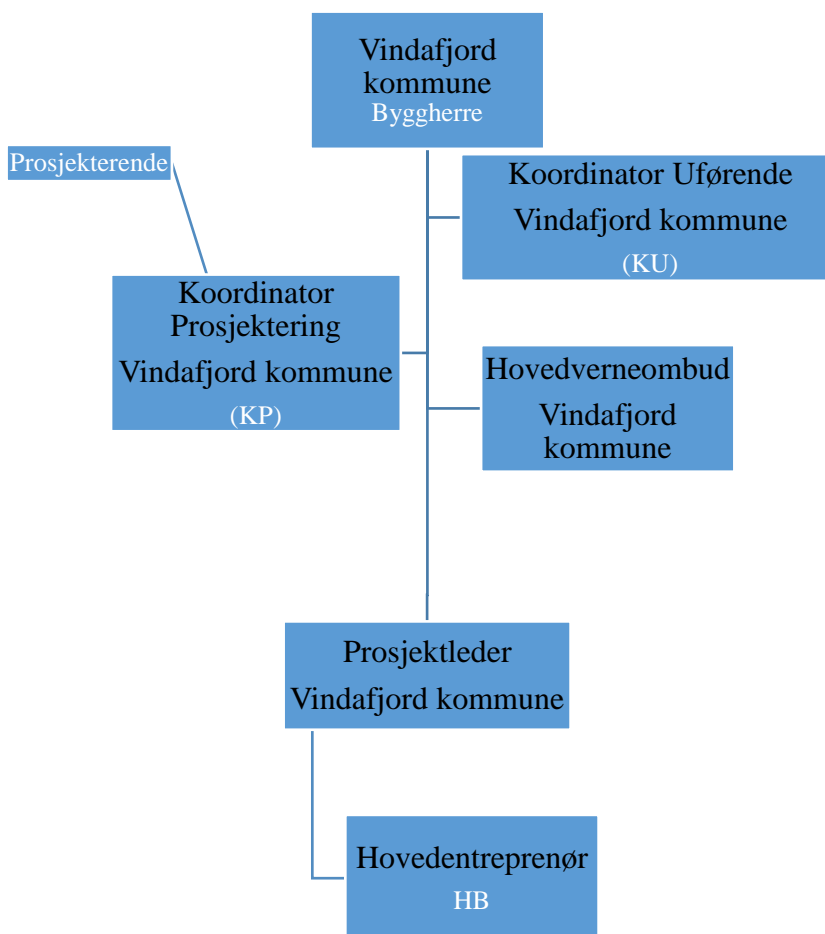 Vindafjord
kommune
Byggherre
Prosjekterende
Koordinator Uførende
Vindafjord kommune
(KU)
Koordinator
Prosjektering
Vindafjord kommune
(KP)
Hovedverneombud
Vindafjord
kommune
Prosjektleder
Vindafjord kommune
Hovedentreprenør
HB